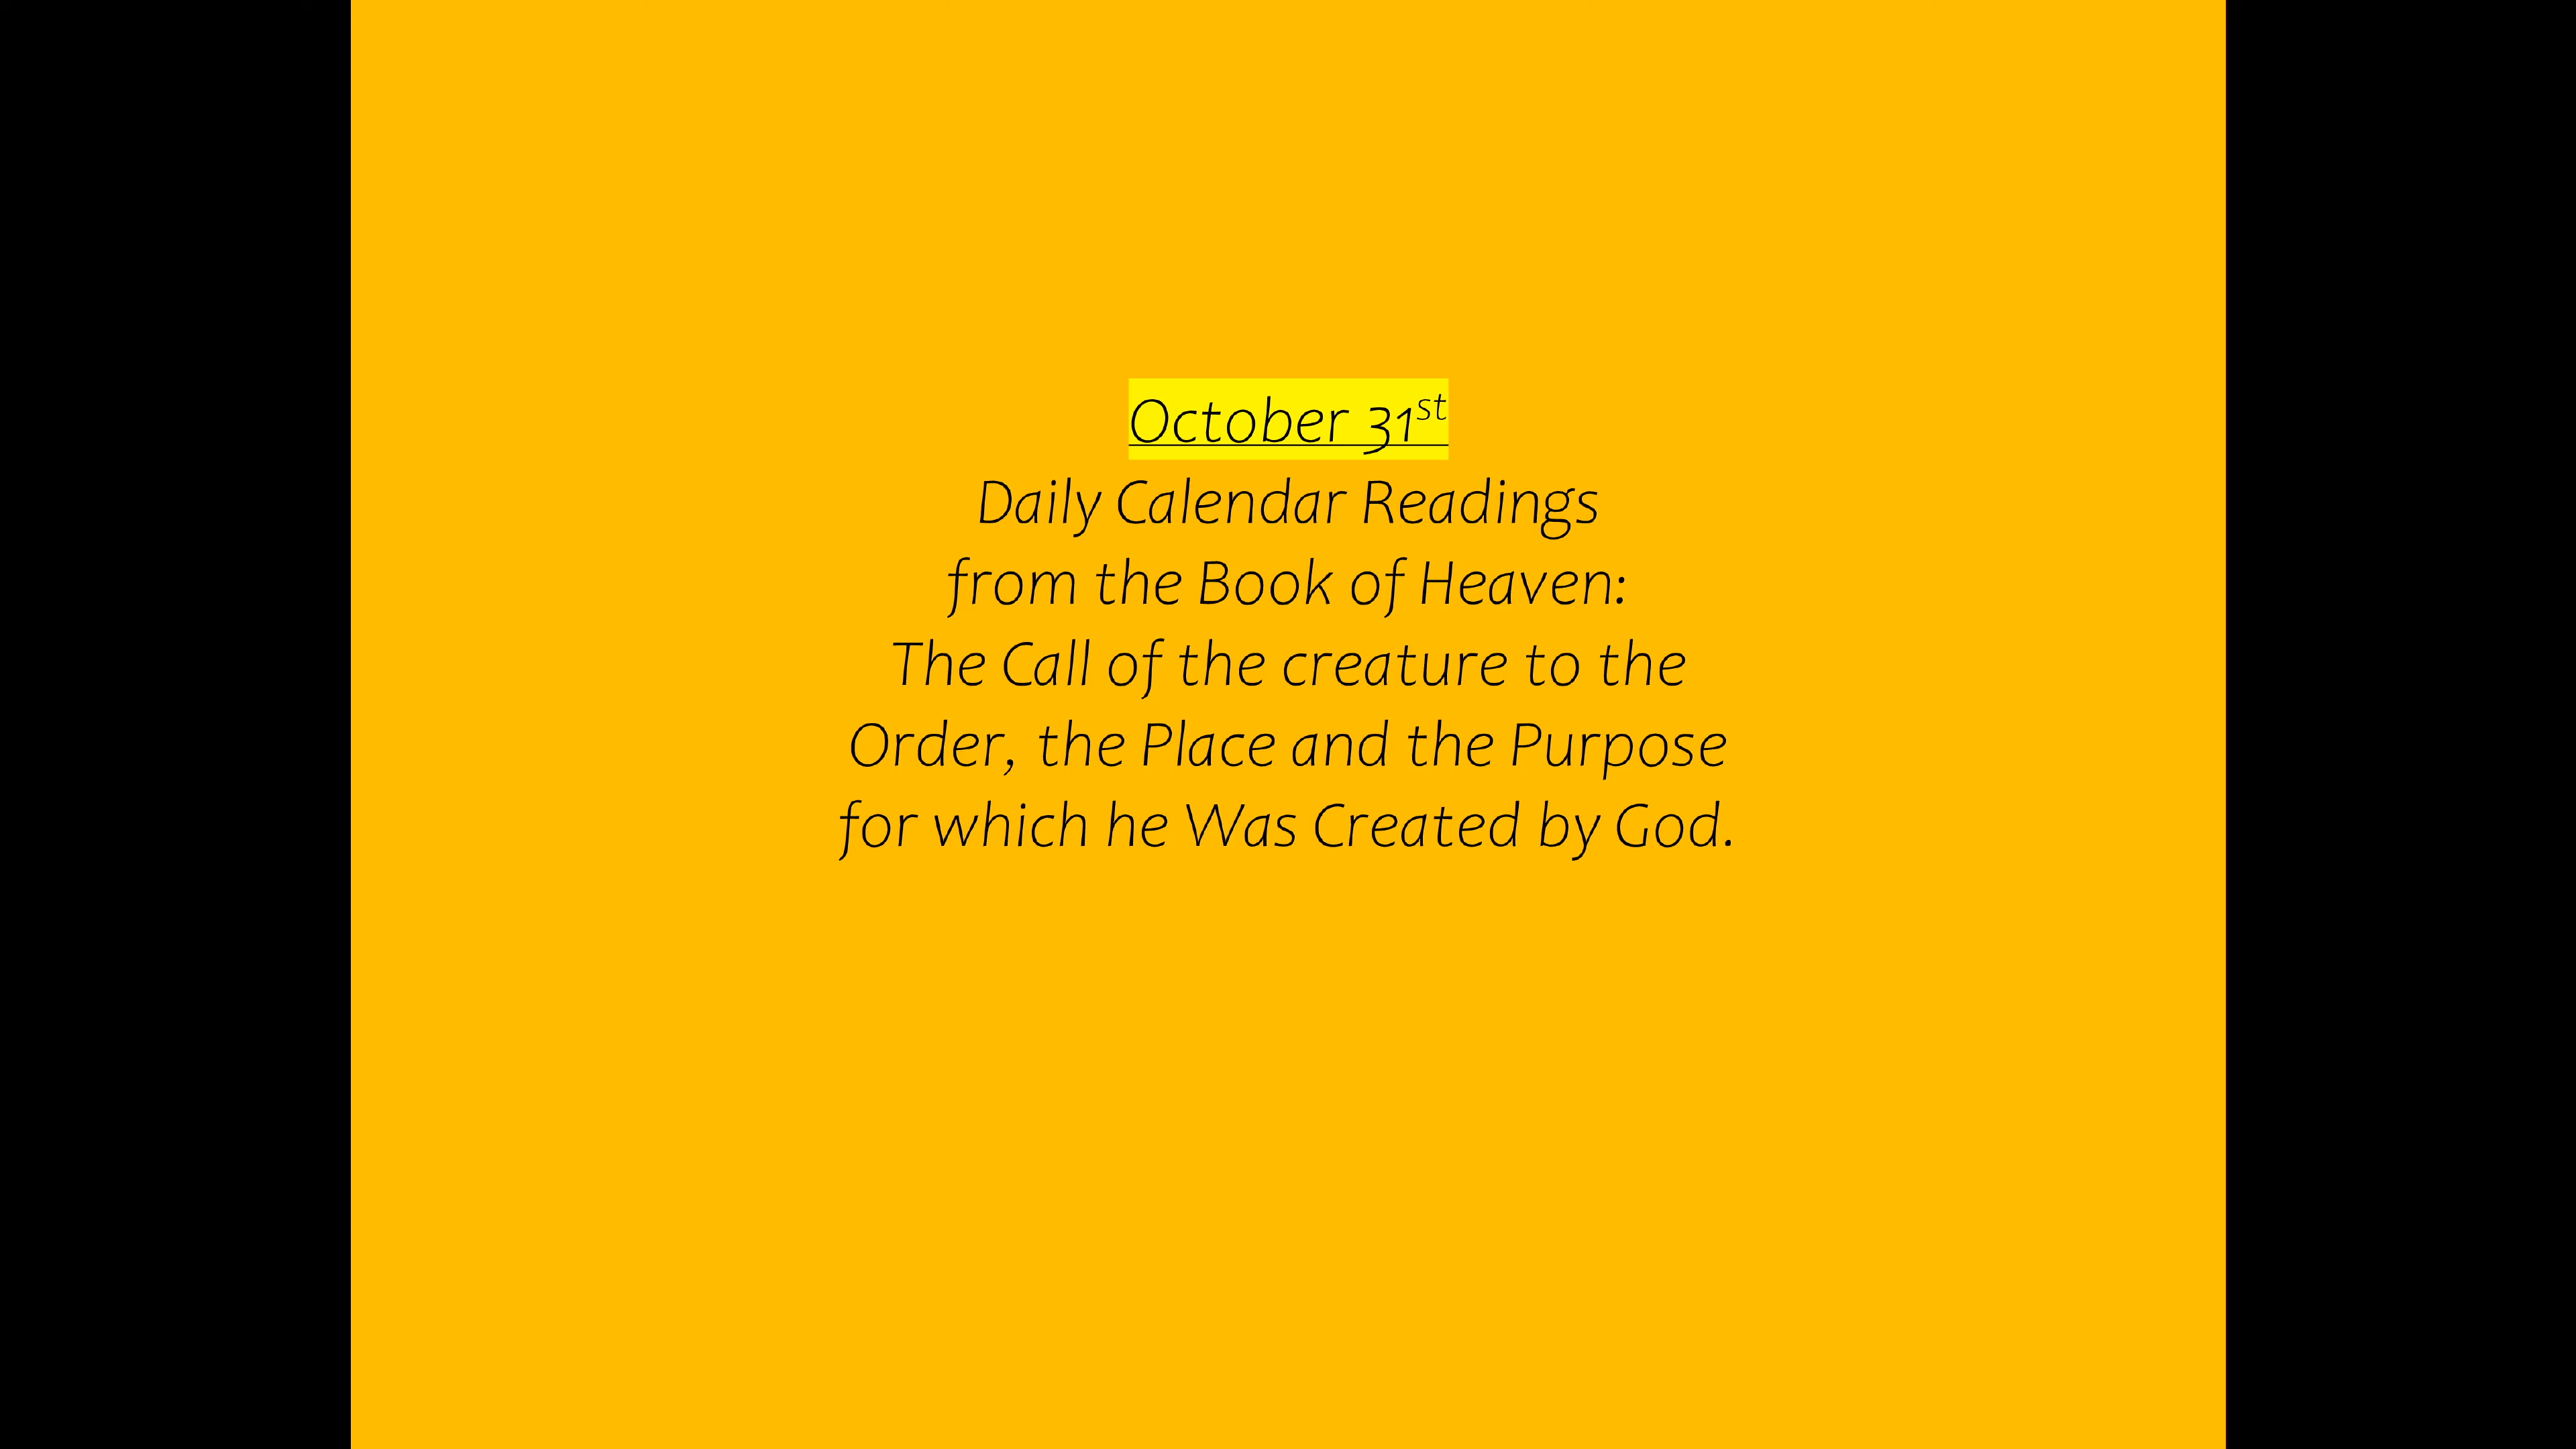 October 31st
Daily Calendar Readings
from the Book of Heaven:
The Call of the creature to the
Order, the Place and the Purpose
for which he Was Created by God.